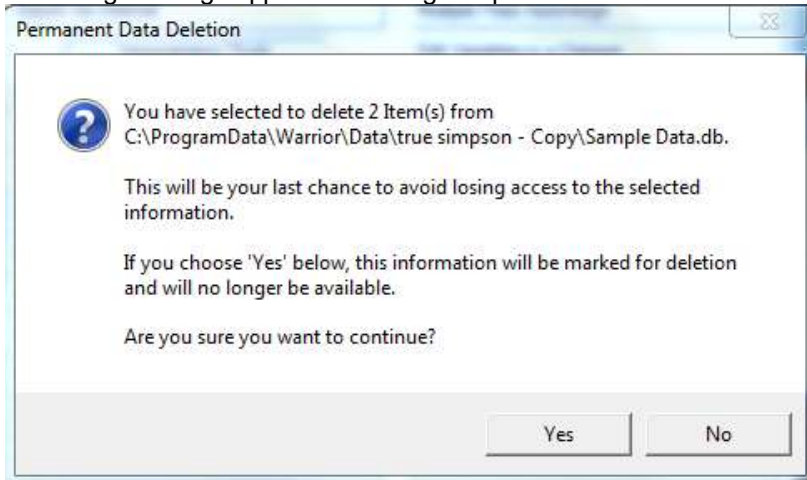 Permanent Data Deletion
You have selected to delete 2 Item(s) from
C:\ProgramData\Warrior\Data\true simpson - Copy\Sample Data.db.
This will be your last chance to avoid losing access to the selected
information.
If you choose 'Yes' below, this information will be marked for deletion
and will no longer be available.
Are you sure you want to continue?
Yes
No